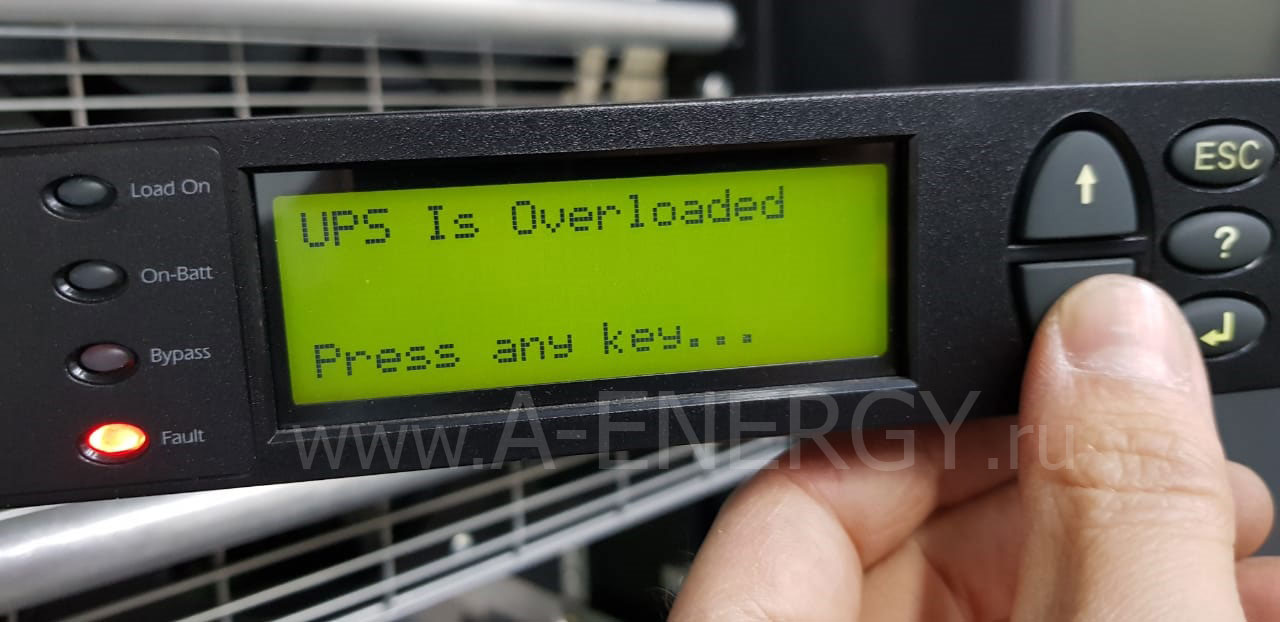 Load On
On-Batt
Bypass
Fault
UPS Is Overloaded
Press any key...
ESC
?
www.A-ENERGY.ru